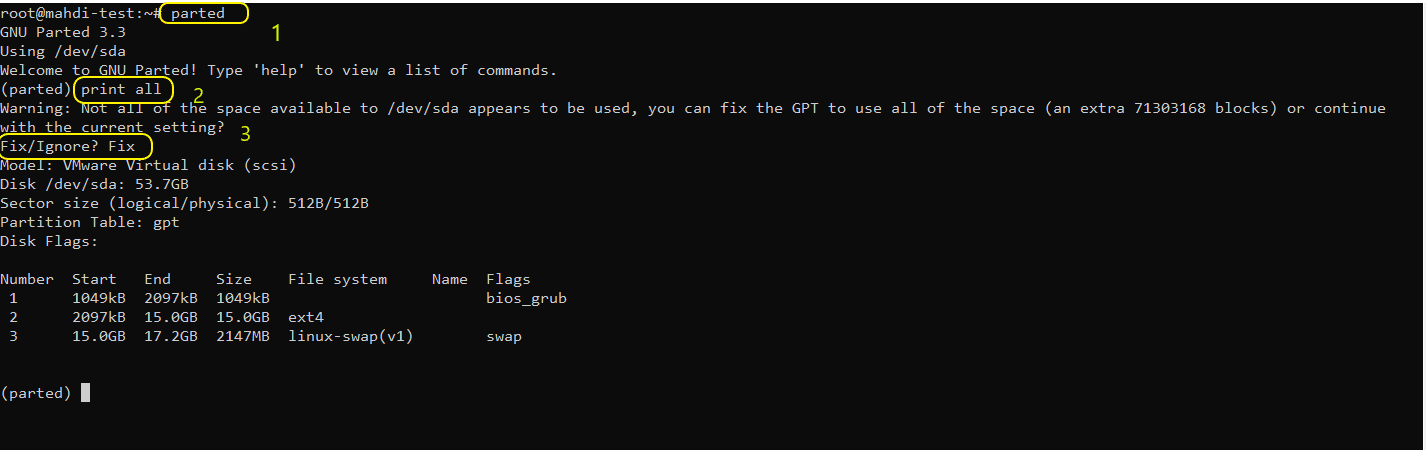 root@mahdi-test:~# parted
1
GNU Parted 3.3
Using /dev/sda
Welcome to GNU Parted! Type 'help' to view a list of commands.
(parted) print all
2
Warning: Not all of the space available to /dev/sda appears to be used, you can fix the GPT to use all of the space (an extra 71303168 blocks) or continue
with the current setting?
3
Fix/Ignore? Fix
Model: VMware Virtual disk (scsi)
Disk /dev/sda: 53.7GB
Sector size (logical/physical): 512B/512B
Partition Table: gpt
Disk Flags:
Number  Start   End     Size    File system     Name  Flags
 1      1049kB  2097kB  1049kB                        bios_grub
 2      2097kB  15.0GB  15.0GB  ext4
 3      15.0GB  17.2GB  2147MB  linux-swap(v1)        swap
(parted)